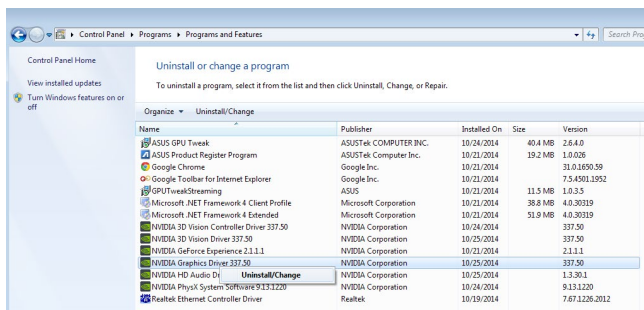 Control Panel ▸ Programs ▸ Programs and Features
Search Pro
Control Panel Home
View installed updates
Turn Windows features on or off
Uninstall or change a program
To uninstall a program, select it from the list and then click Uninstall, Change, or Repair.
Organize Uninstall/Change
Name Publisher Installed On Size Version
ASUS GPU Tweak ASUSTek COMPUTER INC. 10/24/2014 40.4 MB 2.6.4.0
ASUS Product Register Program ASUSTek Computer Inc. 10/21/2014 19.2 MB 1.0.026
Google Chrome Google Inc. 10/21/2014 31.0.1650.59
Google Toolbar for Internet Explorer Google Inc. 10/21/2014 7.5.4501.1952
GPUTweakStreaming ASUS 10/21/2014 11.5 MB 1.0.3.5
Microsoft .NET Framework 4 Client Profile Microsoft Corporation 10/21/2014 38.8 MB 4.0.30319
Microsoft .NET Framework 4 Extended Microsoft Corporation 10/21/2014 51.9 MB 4.0.30319
NVIDIA 3D Vision Controller Driver 337.50 NVIDIA Corporation 10/24/2014 337.50
NVIDIA 3D Vision Driver 337.50 NVIDIA Corporation 10/25/2014 337.50
NVIDIA GeForce Experience 2.1.1.1 NVIDIA Corporation 10/21/2014 2.1.1.1
NVIDIA Graphics Driver 337.50 NVIDIA Corporation 10/25/2014 337.50
NVIDIA HD Audio Dr Uninstall/Change NVIDIA Corporation 10/25/2014 1.3.30.1
NVIDIA PhysX System Software 9.13.1220 NVIDIA Corporation 10/24/2014 9.13.1220
Realtek Ethernet Controller Driver Realtek 10/19/2014 7.67.1226.2012